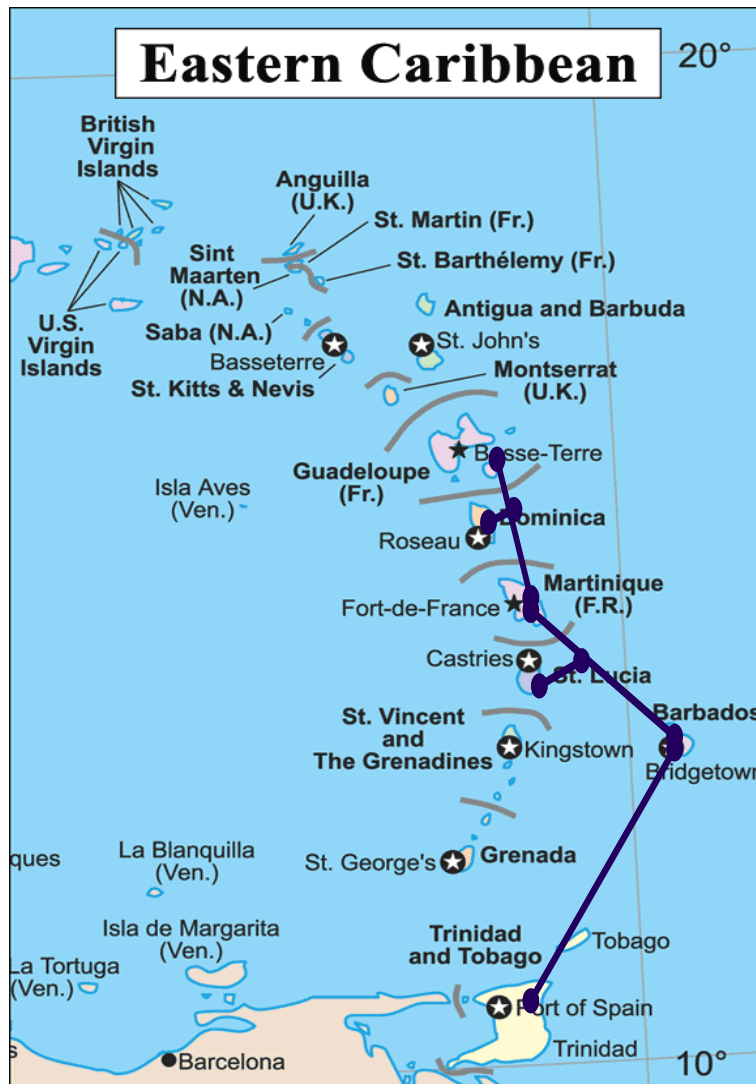 Eastern Caribbean
20°
British
Virgin
Islands
Anguilla
(U.K.)
St. Martin (Fr.)
Sint
Maarten
(N.A.)
St. Barthélemy (Fr.)
U.S.
Virgin
Islands
Saba (N.A.)
Antigua and Barbuda
St. John's
Basseterre
St. Kitts & Nevis
Montserrat
(U.K.)
Basse-Terre
Guadeloupe
(Fr.)
Isla Aves
(Ven.)
Dominica
Roseau
Martinique
(F.R.)
Fort-de-France
Castries
St. Lucia
St. Vincent
and
The Grenadines
Kingstown
Barbados
Bridgetown
St. George's
Grenada
ques
La Blanquilla
(Ven.)
Isla de Margarita
(Ven.)
La Tortuga
(Ven.)
Trinidad
and Tobago
Tobago
Port of Spain
Trinidad
s
Barcelona
10°